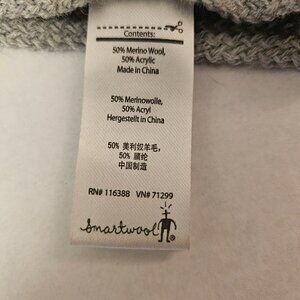 Contents:
50% Merino Wool,
50% Acrylic
Made in China
50% Merinowolle,
50% Acryl
Hergestellt in China
50% 美利奴羊毛，
50% 腈纶
中国制造
RN# 116388 VN# 71299
Smartwool